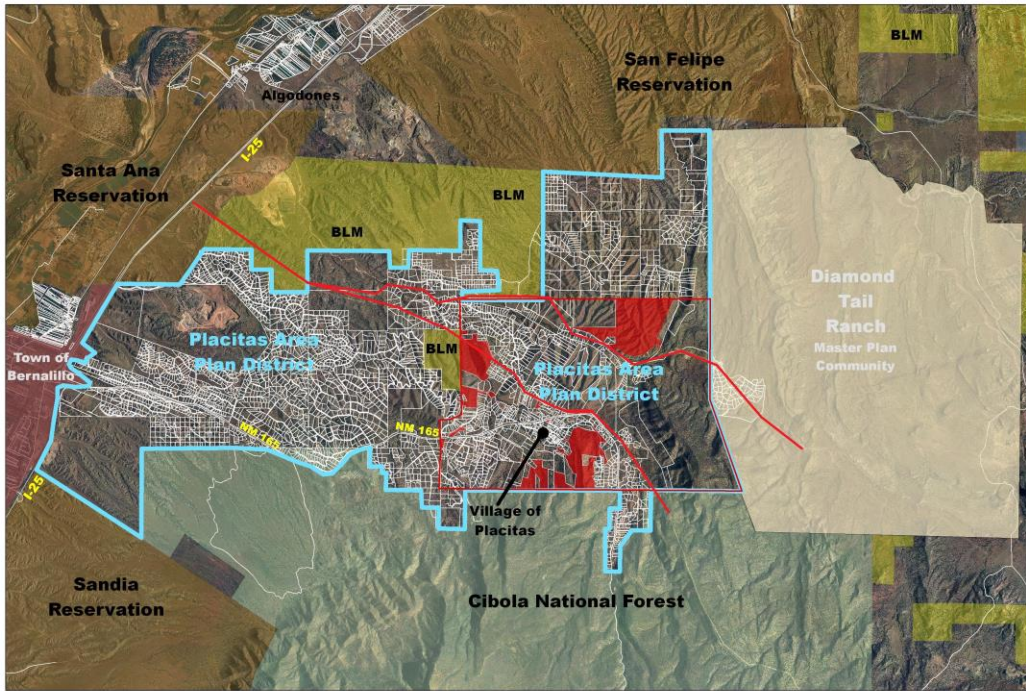 BLM
San Felipe
Reservation
Algodones
I-25
Santa Ana
Reservation
BLM
BLM
Diamond
Tail
Ranch
Master Plan
Community
Placitas Area
Plan District
BLM
Town of
Bernalillo
Placitas Area
Plan District
NM 165
NM 165
I-25
Village of
Placitas
Sandia
Reservation
Cibola National Forest